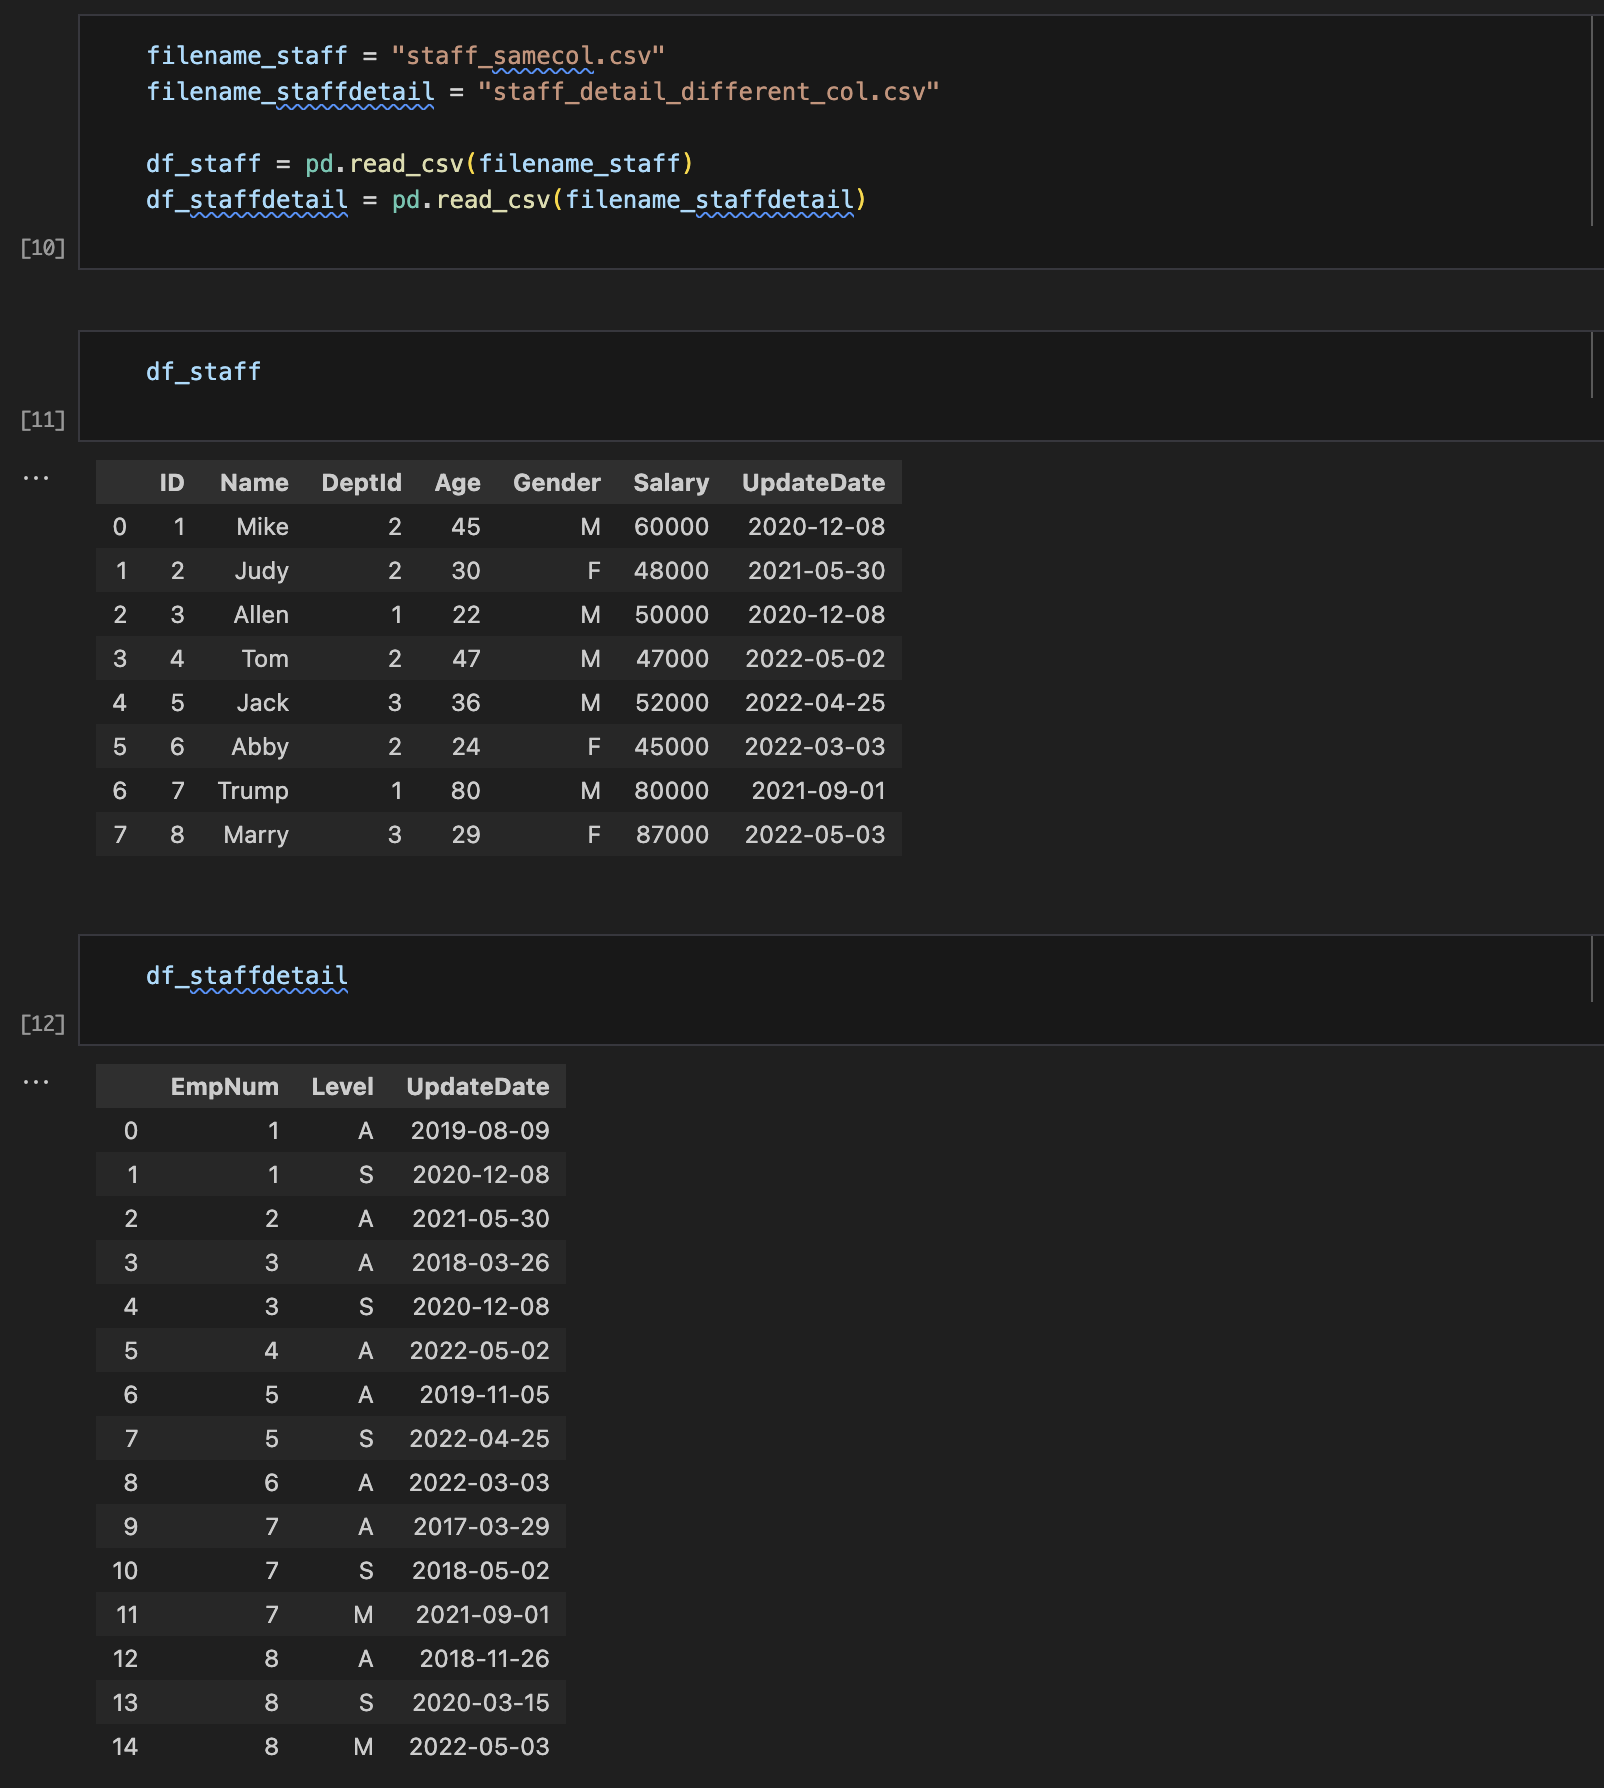 filename_staff = "staff_samecol.csv"
filename_staffdetail = "staff_detail_different_col.csv"
df_staff = pd.read_csv(filename_staff)
df_staffdetail = pd.read_csv(filename_staffdetail)
[10]
df_staff
[11]
...
ID Name DeptId Age Gender Salary UpdateDate
0 1 Mike 2 45 M 60000 2020-12-08
1 2 Judy 2 30 F 48000 2021-05-30
2 3 Allen 1 22 M 50000 2020-12-08
3 4 Tom 2 47 M 47000 2022-05-02
4 5 Jack 3 36 M 52000 2022-04-25
5 6 Abby 2 24 F 45000 2022-03-03
6 7 Trump 1 80 M 80000 2021-09-01
7 8 Marry 3 29 F 87000 2022-05-03
df_staffdetail
[12]
...
EmpNum Level UpdateDate
0 1 A 2019-08-09
1 1 S 2020-12-08
2 2 A 2021-05-30
3 3 A 2018-03-26
4 3 S 2020-12-08
5 4 A 2022-05-02
6 5 A 2019-11-05
7 5 S 2022-04-25
8 6 A 2022-03-03
9 7 A 2017-03-29
10 7 S 2018-05-02
11 7 M 2021-09-01
12 8 A 2018-11-26
13 8 S 2020-03-15
14 8 M 2022-05-03